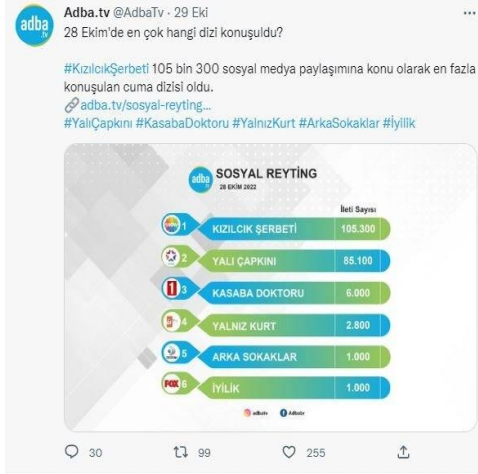 Adba.tv @AdbaTv · 29 Eki
28 Ekim'de en çok hangi dizi konuşuldu?
#KızılcıkŞerbeti 105 bin 300 sosyal medya paylaşımına konu olarak en fazla
konuşulan cuma dizisi oldu.
adba.tv/sosyal-reyting...
#YalıÇapkını #KasabaDoktoru #YalnızKurt #ArkaSokaklar #İyilik
adba tv
SOSYAL REYTİNG
28 EKİM 2022
İleti Sayısı
1 KIZILCIK ŞERBETİ 105.300
2 YALI ÇAPKINI 85.100
1 3 KASABA DOKTORU 6.000
4 YALNIZ KURT 2.800
5 ARKA SOKAKLAR 1.000
FOX 6 İYİLİK 1.000
adbatv Adbatv
30 99 255